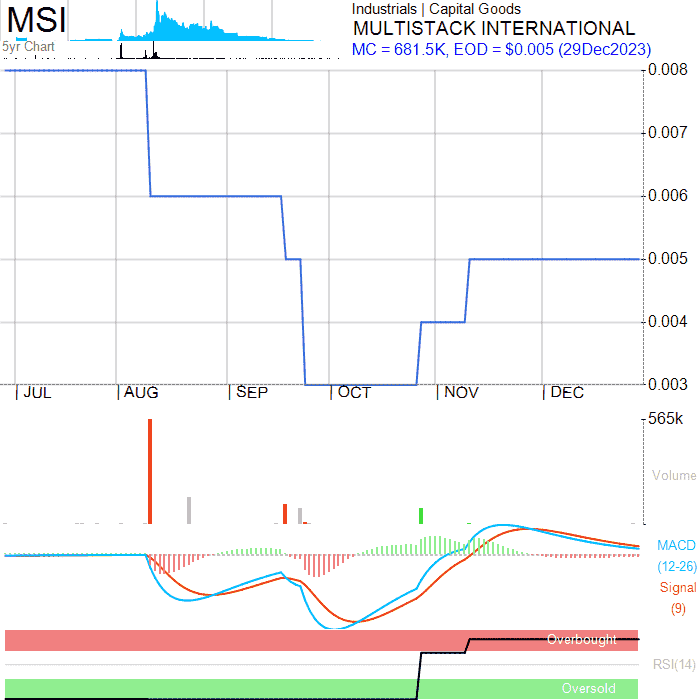 MSI
5yr Chart
Industrials | Capital Goods
MULTISTACK INTERNATIONAL
MC = 681.5K, EOD = $0.005 (29Dec2023)
0.008
0.007
0.006
0.005
0.004
0.003
JUL AUG SEP OCT NOV DEC
565k
Volume
MACD
(12-26)
Signal
(9)
Overbought
RSI(14)
Oversold